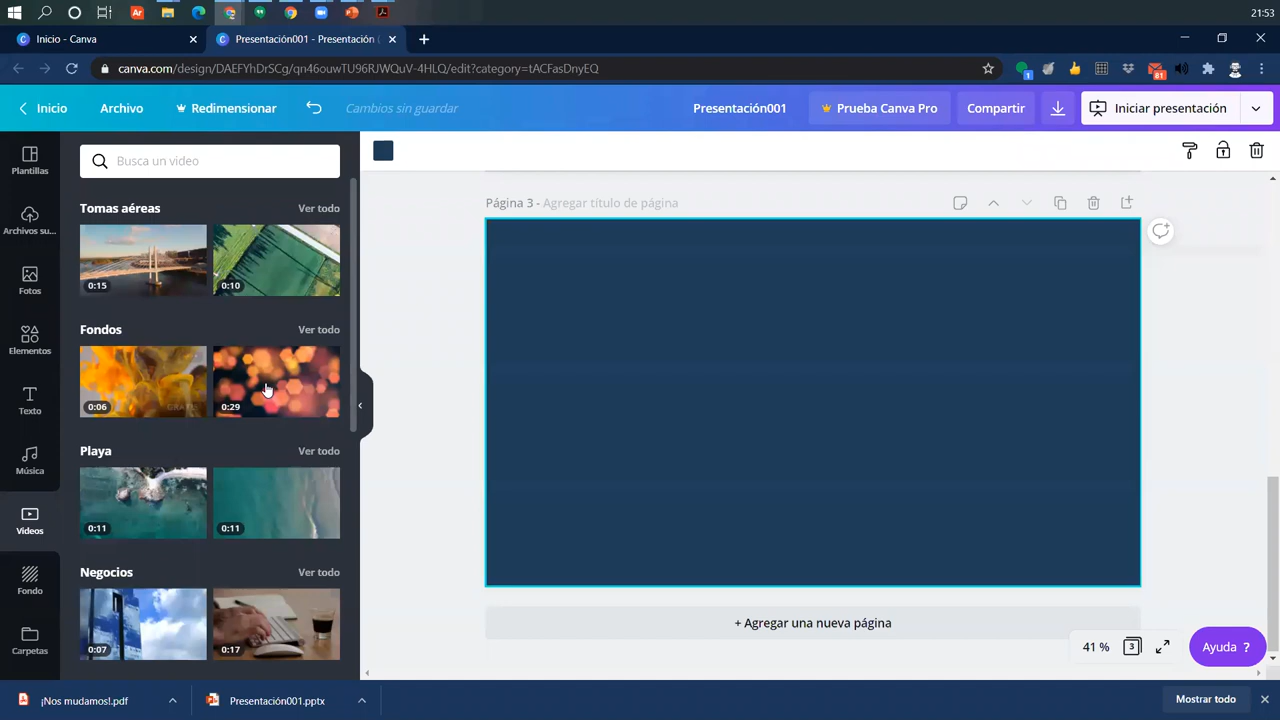 21:53
Inicio - Canva
Presentación001 - Presentación (
canva.com/design/DAEFYhDrSCg/qn46ouwTU96RJWQuV-4HLQ/edit?category=tACFasDnyEQ
1
81
Inicio
Archivo
Redimensionar
Cambios sin guardar
Presentación001
Prueba Canva Pro
Compartir
Iniciar presentación
Plantillas
Archivos su...
Fotos
Elementos
Texto
Música
Videos
Fondo
Carpetas
Busca un video
Tomas aéreas
Ver todo
0:15
0:10
Fondos
Ver todo
0:06
GRATIS
0:29
Playa
Ver todo
0:11
0:11
Negocios
Ver todo
0:07
0:17
Página 3 - Agregar título de página
+ Agregar una nueva página
41 %
3
Ayuda ?
¡Nos mudamos!.pdf
Presentación001.pptx
Mostrar todo